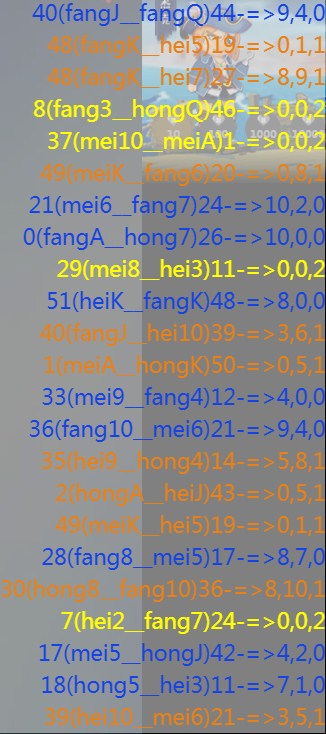 40(fangJ__fangQ)44-=>9,4,0
48(fangK__hei5)19-=>0,1,1
48(fangK__hei7)27-=>8,9,1
8(fang3__hongQ)46-=>0,0,2
37(mei10__meiA)1-=>0,0,2
49(meiK__fang6)20-=>0,8,1
21(mei6__fang7)24-=>10,2,0
0(fangA__hong7)26-=>10,0,0
29(mei8__hei3)11-=>0,0,2
51(heiK__fangK)48-=>8,0,0
40(fangJ__hei10)39-=>3,6,1
1(meiA__hongK)50-=>0,5,1
33(mei9__fang4)12-=>4,0,0
36(fang10__mei6)21-=>9,4,0
35(hei9__hong4)14-=>5,8,1
2(hongA__heiJ)43-=>0,5,1
49(meiK__hei5)19-=>0,1,1
28(fang8__mei5)17-=>8,7,0
30(hong8__fang10)36-=>8,10,1
7(hei2__fang7)24-=>0,0,2
17(mei5__hongJ)42-=>4,2,0
18(hong5__hei3)11-=>7,1,0
39(hei10__mei6)21-=>3,5,1